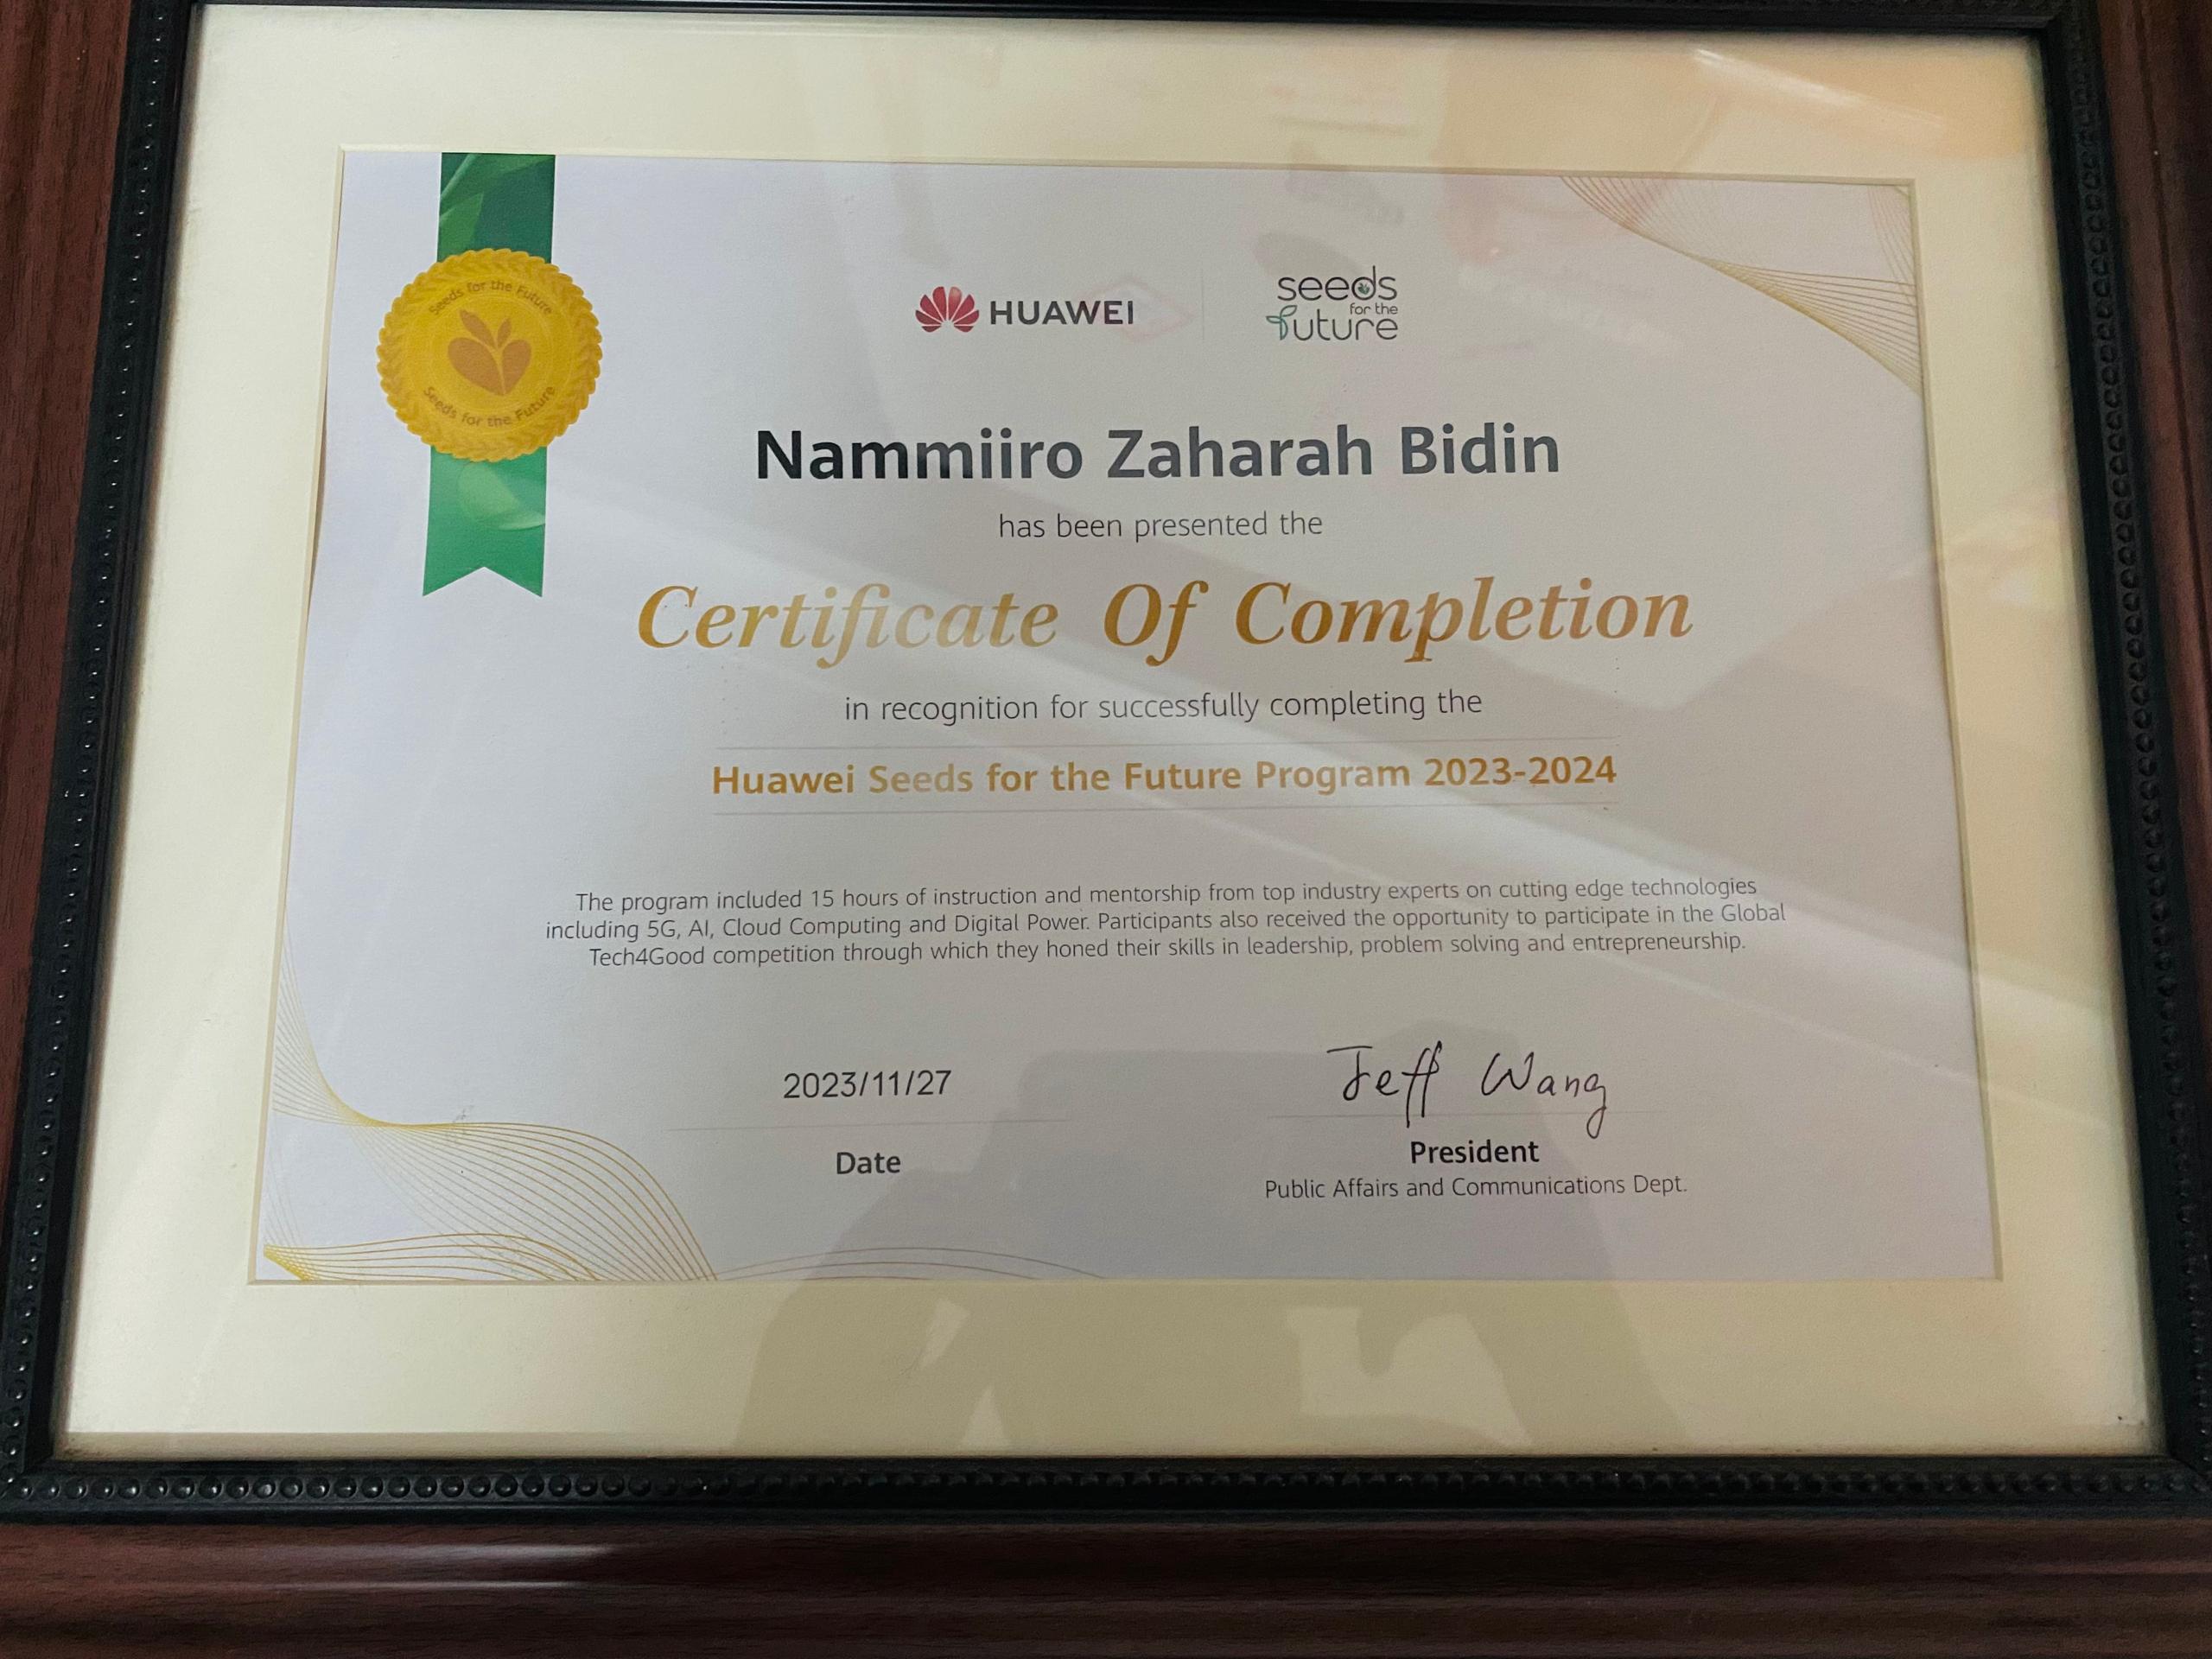 Seeds for the Future
Seeds for the Future
HUAWEI
seeds
for the
future
Nammiiro Zaharah Bidin
has been presented the
Certificate Of Completion
in recognition for successfully completing the
Huawei Seeds for the Future Program 2023-2024
The program included 15 hours of instruction and mentorship from top industry experts on cutting edge technologies
including 5G, AI, Cloud Computing and Digital Power. Participants also received the opportunity to participate in the Global
Tech4Good competition through which they honed their skills in leadership, problem solving and entrepreneurship.
2023/11/27
Date
Jeff Wang
President
Public Affairs and Communications Dept.